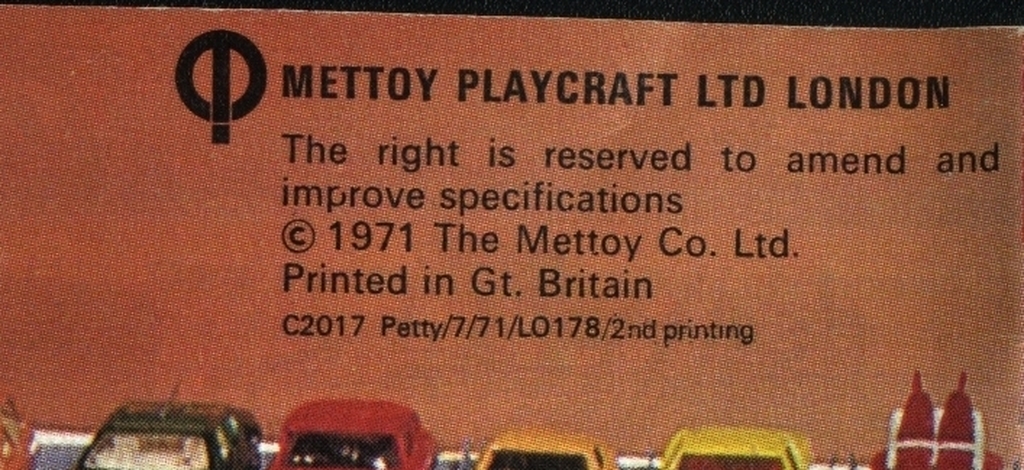 METTOY PLAYCRAFT LTD LONDON
The right is reserved to amend and
improve specifications
© 1971 The Mettoy Co. Ltd.
Printed in Gt. Britain
C2017 Petty/7/71/LO178/2nd printing